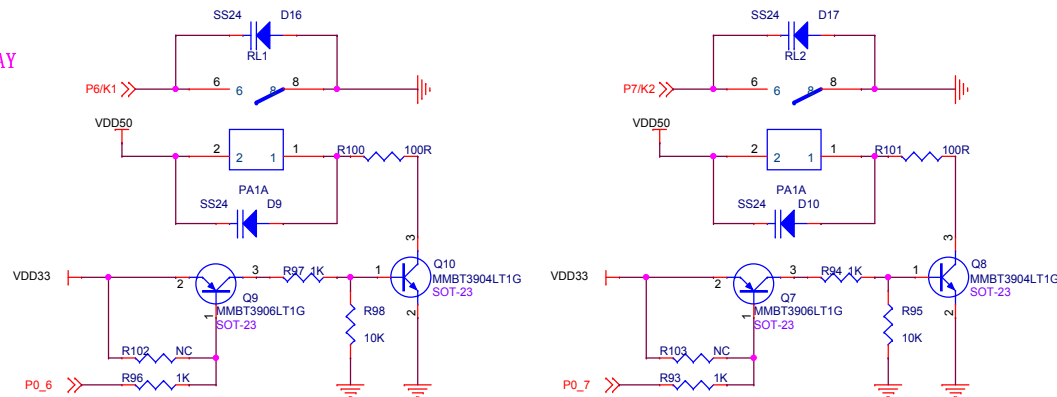 SS24 D16 SS24 D17
RL1 RL2
AY
P6/K1 6 6 8 8 P7/K2 6 6 8 8
VDD50 VDD50
2 2 1 1 R100 100R 2 2 1 1 R101 100R
PA1A PA1A
SS24 D9 SS24 D10
3 3
VDD33 2 3 R97 1K 1 Q10 VDD33 2 3 R94 1K 1 Q8
MMBT3904LT1G MMBT3904LT1G
SOT-23 SOT-23
Q9 Q7
MMBT3906LT1G R98 2 MMBT3906LT1G R95 2
1 SOT-23 1 SOT-23
10K 10K
R102 NC R103 NC
P0_6 R96 1K P0_7 R93 1K